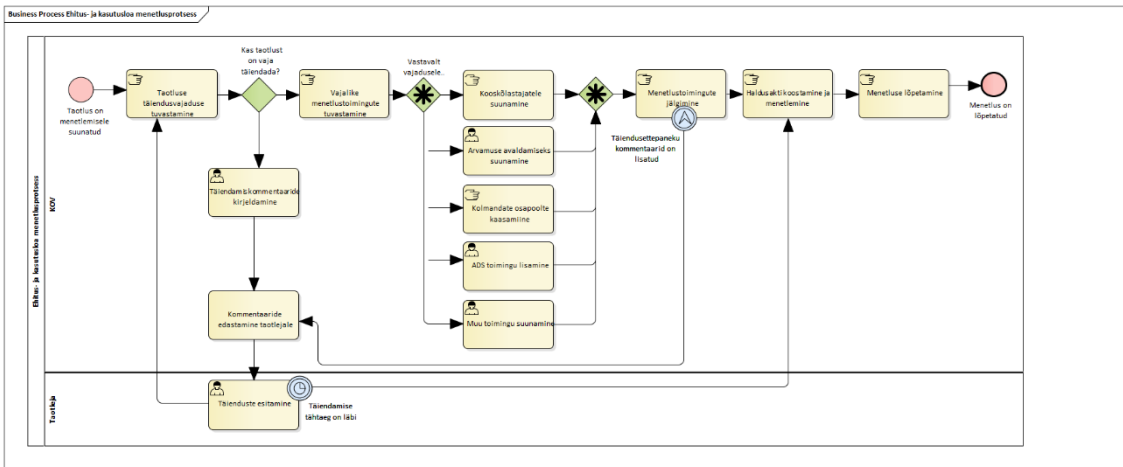 Business Process Ehitus- ja kasutusloa menetlusprotsess
Ehitus- ja kasutusloa menetlusprotsess
KOV
Taotleja
Taotlus on
menetlemisele
suunatud
Taotluse
täiendusvajaduse
tuvastamine
Kas taotlust
on vaja
täiendada?
Vajalike
menetlustoimingute
tuvastamine
Vastavalt
vajadusele..
Kooskõlastajatele
suunamine
Arvamuse avaldamiseks
suunamine
Kolmandate osapoolte
kaasamiine
ADS toimingu lisamine
Muu toimingu suunamine
Menetlustoimingute
jälgimine
Täiendusettepaneku
kommentaarid on
lisatud
Haldusaktikoostamine ja
menetlemine
Menetluse lõpetamine
Menetlus on
lõpetatud
Täiendamiskommentaaride
kirjeldamine
Kommentaaride
edastamine taotlejale
Täienduste esitamine
Täiendamise
tähtaeg on läbi